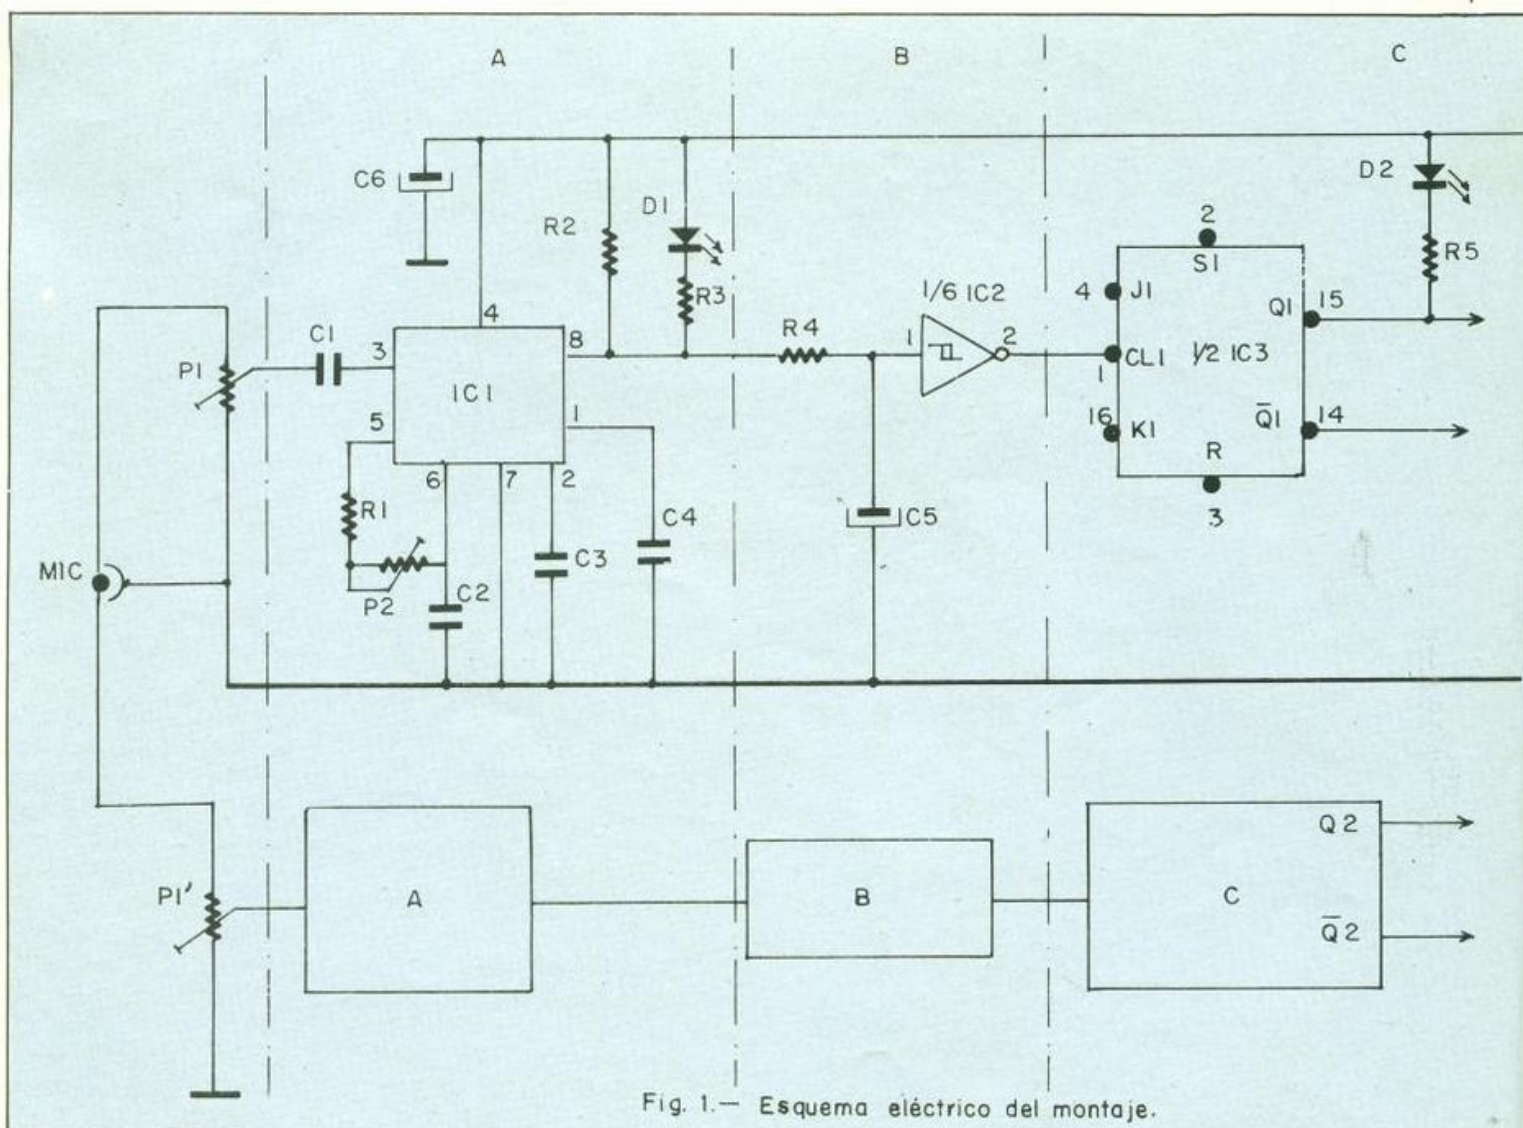 A B C
C6
R2
D1
R3
D2
R5
2
S1
4 J1
Q1 15
1/6 IC2
C1
3
4
8
P1
R4
1
2
CL1
1
1/2 IC3
IC1
5
1
16 K1
Q̄1 14
R
3
6
7
2
R1
C4
C5
MIC
C3
P2
C2
P1'
A
B
C
Q2
Q̄2
Fig. 1.— Esquema eléctrico del montaje.